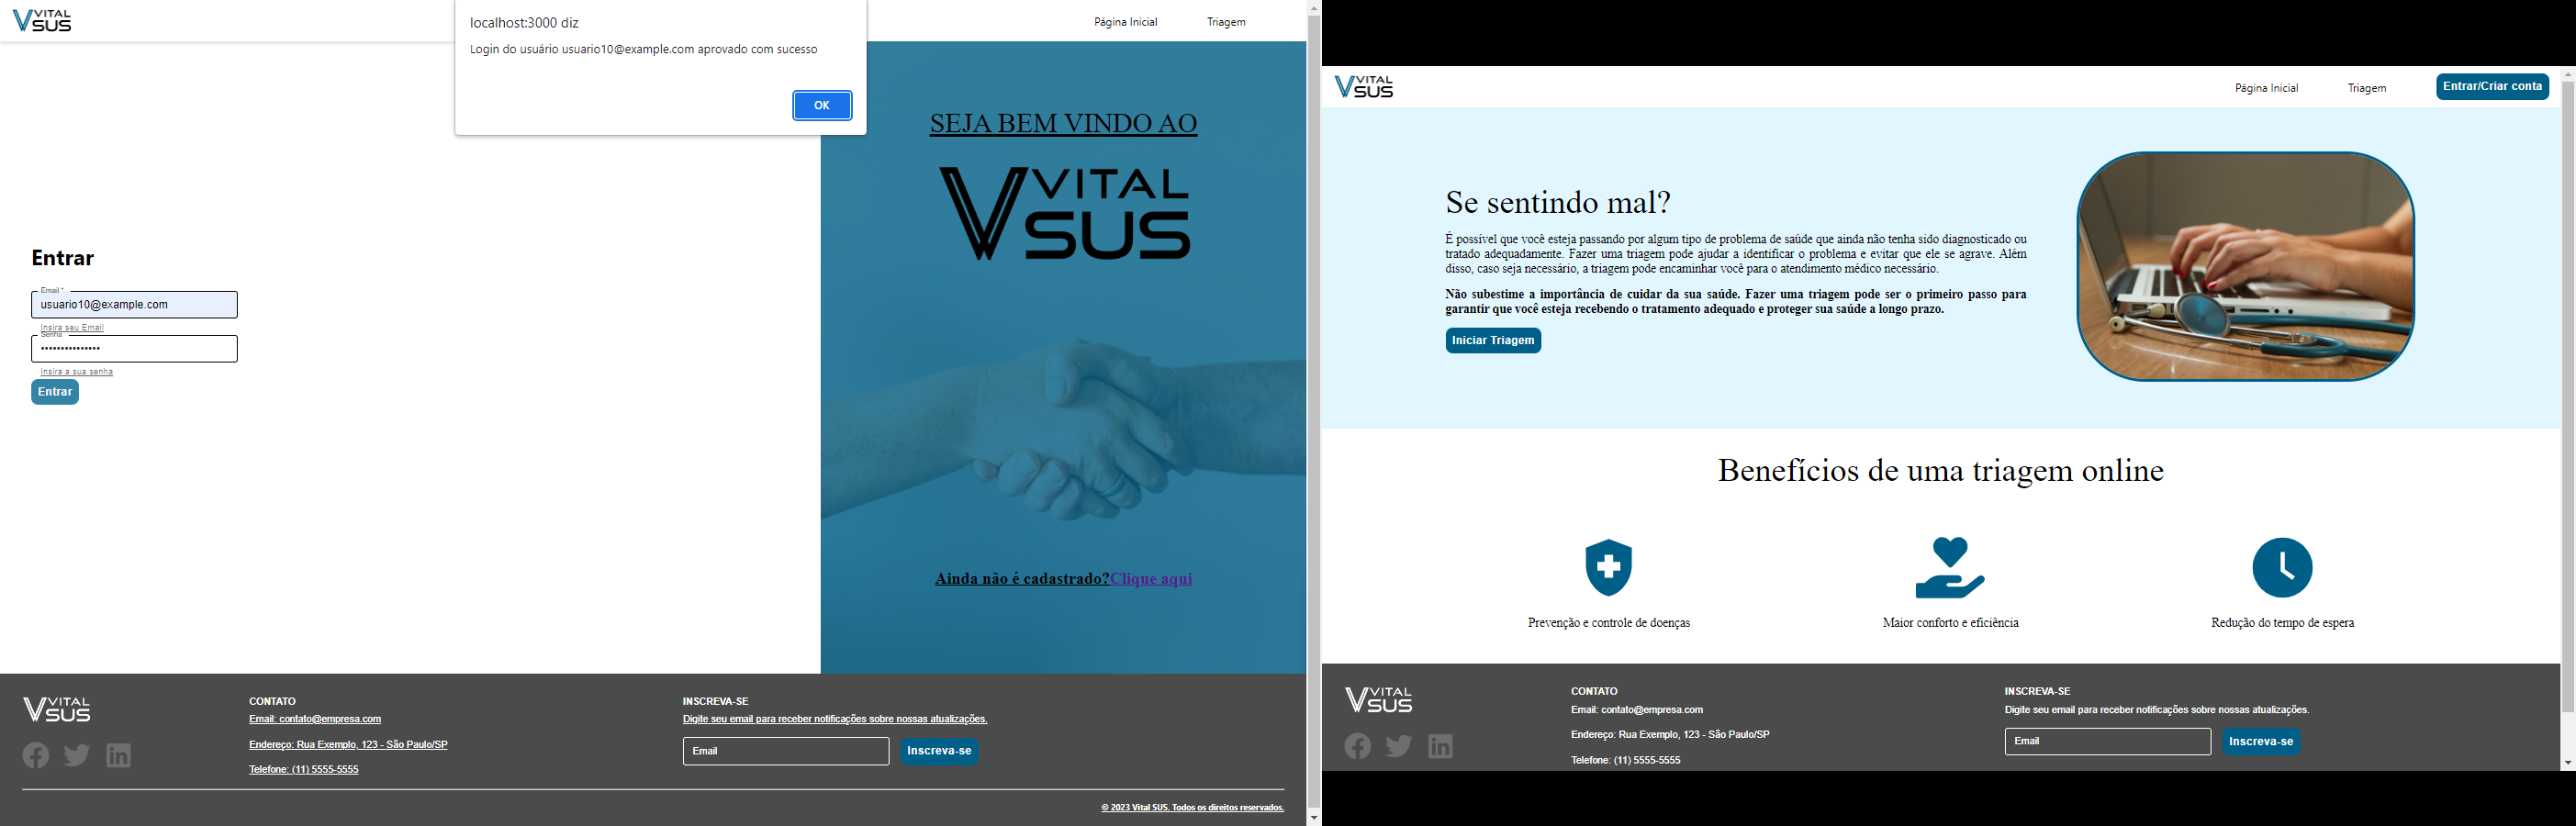 VITAL
SUS
localhost:3000 diz
Login do usuário usuario10@example.com aprovado com sucesso
OK
Página Inicial
Triagem
SEJA BEM VINDO AO
VITAL
SUS
Entrar
Email *
usuario10@example.com
Insira seu Email
Senha
•••••••••••••••
Insira a sua senha
Entrar
Ainda não é cadastrado?Clique aqui
VITAL
SUS
CONTATO
Email: contato@empresa.com
Endereço: Rua Exemplo, 123 - São Paulo/SP
Telefone: (11) 5555-5555
INSCREVA-SE
Digite seu email para receber notificações sobre nossas atualizações.
Email
Inscreva-se
© 2023 Vital SUS. Todos os direitos reservados.
VITAL
SUS
Página Inicial
Triagem
Entrar/Criar conta
Se sentindo mal?
É possível que você esteja passando por algum tipo de problema de saúde que ainda não tenha sido diagnosticado ou
tratado adequadamente. Fazer uma triagem pode ajudar a identificar o problema e evitar que ele se agrave. Além
disso, caso seja necessário, a triagem pode encaminhar você para o atendimento médico necessário.
Não subestime a importância de cuidar da sua saúde. Fazer uma triagem pode ser o primeiro passo para
garantir que você esteja recebendo o tratamento adequado e proteger sua saúde a longo prazo.
Iniciar Triagem
Benefícios de uma triagem online
Prevenção e controle de doenças
Maior conforto e eficiência
Redução do tempo de espera
VITAL
SUS
CONTATO
Email: contato@empresa.com
Endereço: Rua Exemplo, 123 - São Paulo/SP
Telefone: (11) 5555-5555
INSCREVA-SE
Digite seu email para receber notificações sobre nossas atualizações.
Email
Inscreva-se